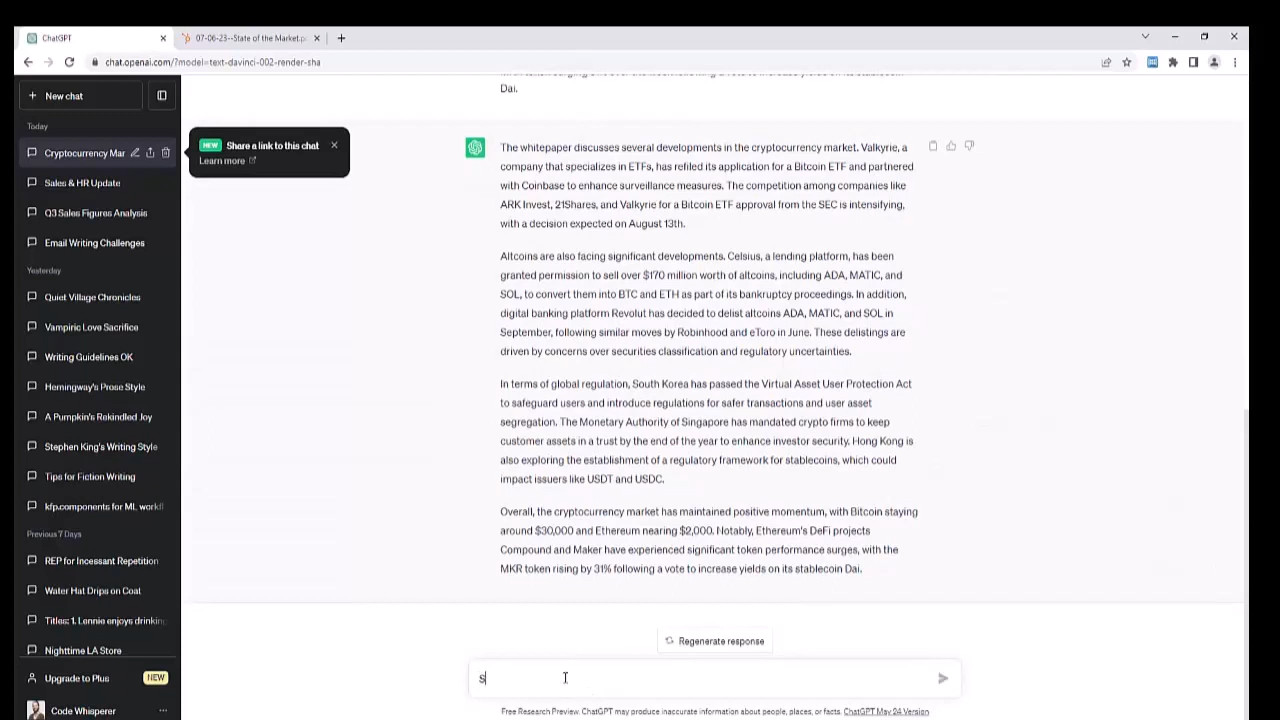 ChatGPT
07-06-23--State of the Market.p
chat.openai.com/?model=text-davinci-002-render-sha
New chat
Today
Cryptocurrency Mar
Sales & HR Update
Q3 Sales Figures Analysis
Email Writing Challenges
Yesterday
Quiet Village Chronicles
Vampiric Love Sacrifice
Writing Guidelines OK
Hemingway's Prose Style
A Pumpkin's Rekindled Joy
Stephen King's Writing Style
Tips for Fiction Writing
kfp.components for ML workfl
Previous 7 Days
REP for Incessant Repetition
Water Hat Drips on Coat
Titles: 1. Lennie enjoys drinking
Nighttime LA Store
Upgrade to Plus NEW
Code Whisperer
NEW Share a link to this chat
Learn more
Dai.
The whitepaper discusses several developments in the cryptocurrency market. Valkyrie, a
company that specializes in ETFs, has refiled its application for a Bitcoin ETF and partnered
with Coinbase to enhance surveillance measures. The competition among companies like
ARK Invest, 21Shares, and Valkyrie for a Bitcoin ETF approval from the SEC is intensifying,
with a decision expected on August 13th.
Altcoins are also facing significant developments. Celsius, a lending platform, has been
granted permission to sell over $170 million worth of altcoins, including ADA, MATIC, and
SOL, to convert them into BTC and ETH as part of its bankruptcy proceedings. In addition,
digital banking platform Revolut has decided to delist altcoins ADA, MATIC, and SOL in
September, following similar moves by Robinhood and eToro in June. These delistings are
driven by concerns over securities classification and regulatory uncertainties.
In terms of global regulation, South Korea has passed the Virtual Asset User Protection Act
to safeguard users and introduce regulations for safer transactions and user asset
segregation. The Monetary Authority of Singapore has mandated crypto firms to keep
customer assets in a trust by the end of the year to enhance investor security. Hong Kong is
also exploring the establishment of a regulatory framework for stablecoins, which could
impact issuers like USDT and USDC.
Overall, the cryptocurrency market has maintained positive momentum, with Bitcoin staying
around $30,000 and Ethereum nearing $2,000. Notably, Ethereum's DeFi projects
Compound and Maker have experienced significant token performance surges, with the
MKR token rising by 31% following a vote to increase yields on its stablecoin Dai.
Regenerate response
S
Free Research Preview. ChatGPT may produce inaccurate information about people, places, or facts. ChatGPT May 24 Version